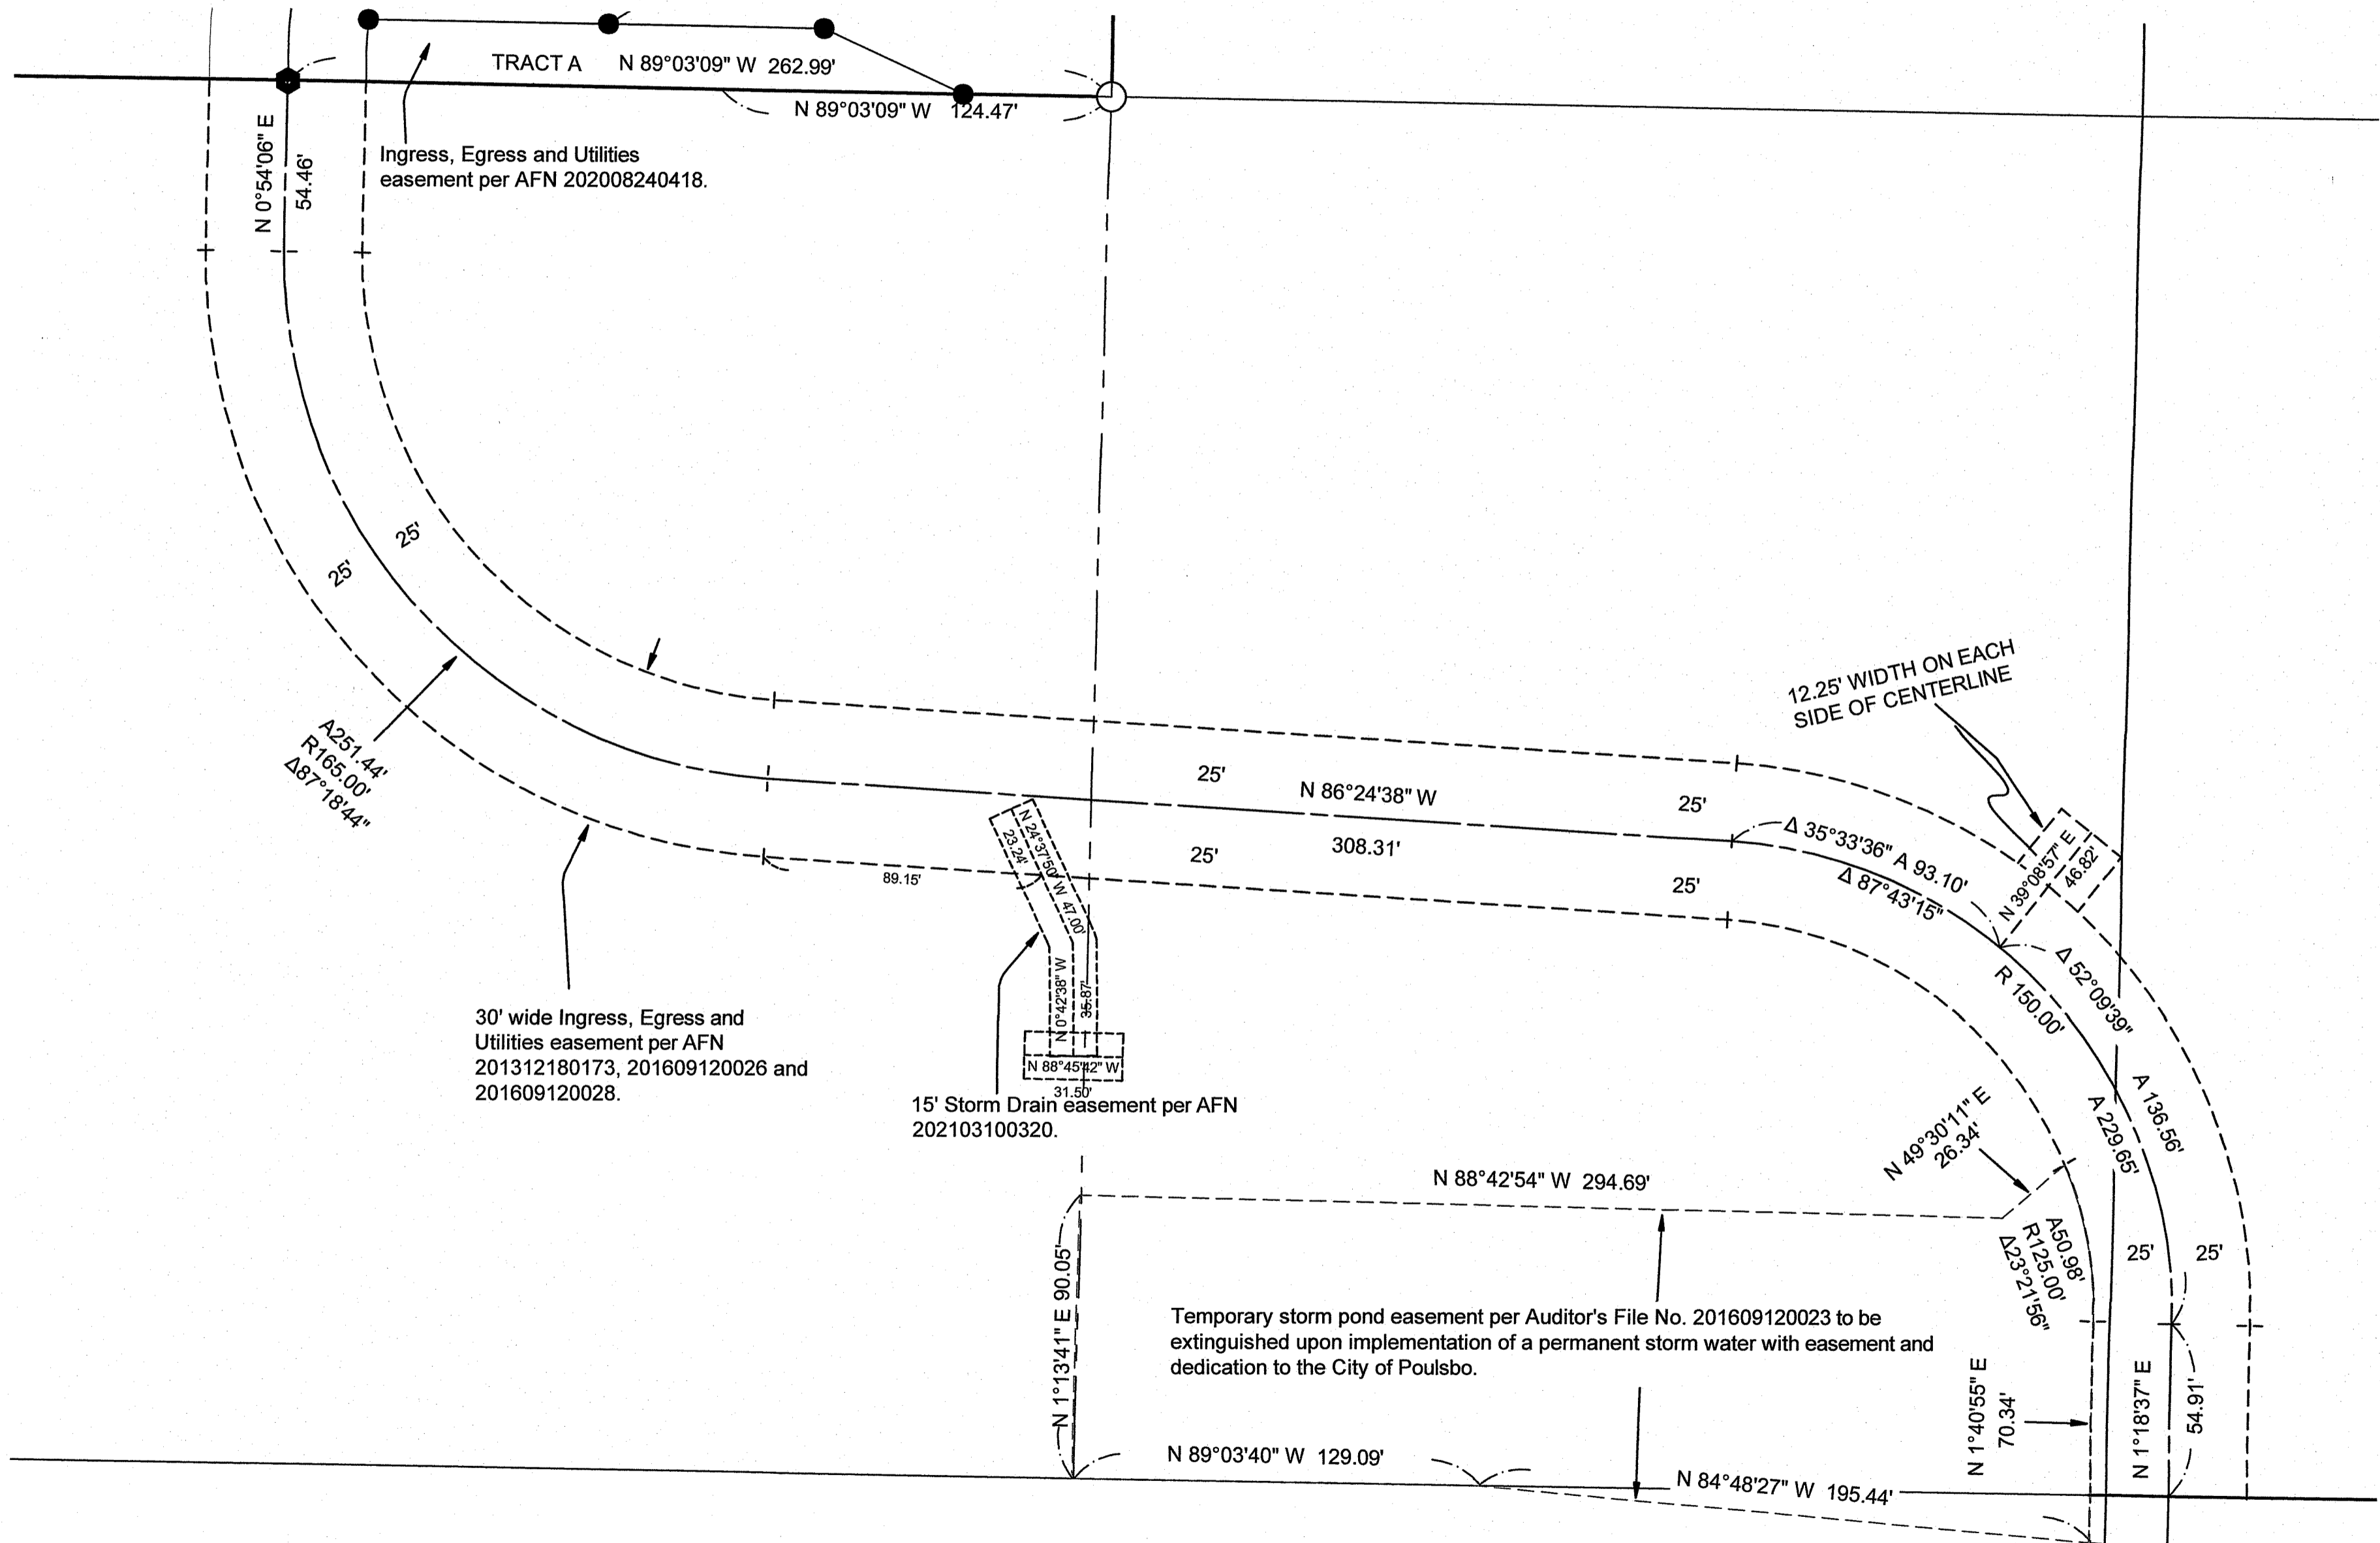 TRACT A N 89°03'09" W 262.99'
N 89°03'09" W 124.47'
N 0°54'06" E
54.46'
Ingress, Egress and Utilities
easement per AFN 202008240418.
25'
25'
A251.44'
R165.00'
Δ87°18'44"
12.25' WIDTH ON EACH
SIDE OF CENTERLINE
25'
N 86°24'38" W
25'
308.31'
25'
25'
Δ 35°33'36" A 93.10'
Δ 87°43'15"
N 39°08'57" E
46.82'
89.15'
N 24°37'50" W 47.00'
23.24'
N 0°42'38" W
35.87'
N 88°45'42" W
31.50'
30' wide Ingress, Egress and
Utilities easement per AFN
201312180173, 201609120026 and
201609120028.
15' Storm Drain easement per AFN
202103100320.
Δ 52°09'39"
R 150.00'
A 136.56'
A 229.65'
N 49°30'11" E
26.34'
N 88°42'54" W 294.69'
A50.98'
R125.00'
Δ23°21'56"
25'
25'
N 1°13'41" E 90.05'
Temporary storm pond easement per Auditor's File No. 201609120023 to be
extinguished upon implementation of a permanent storm water with easement and
dedication to the City of Poulsbo.
N 1°40'55" E
70.34'
N 1°18'37" E
54.91'
N 89°03'40" W 129.09'
N 84°48'27" W 195.44'